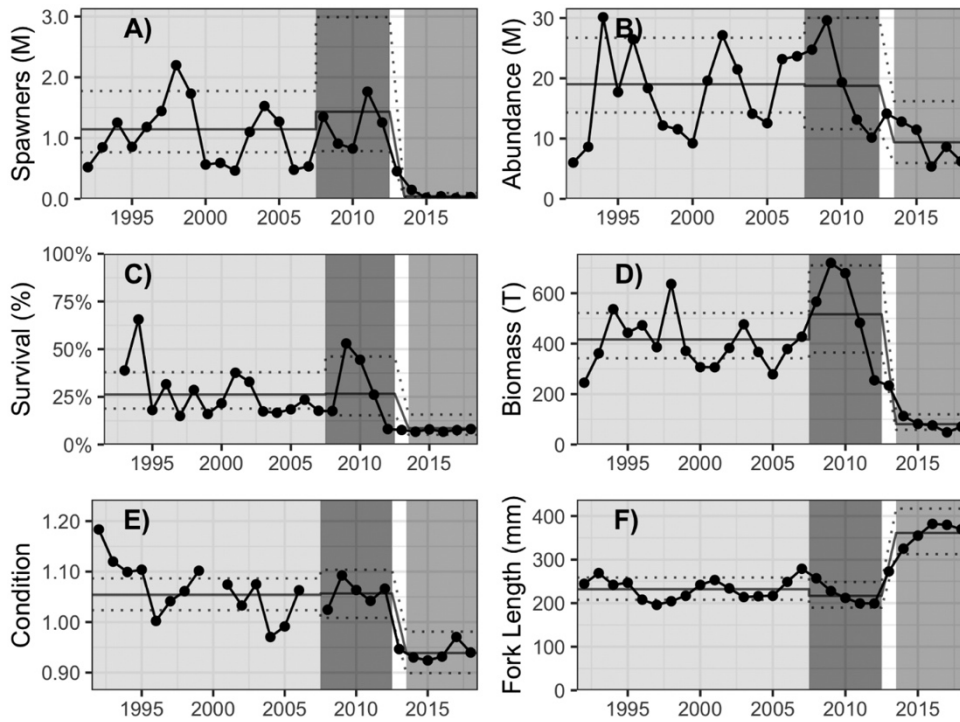 A)
Spawners (M)
3.0
2.0
1.0
0.0
1995 2000 2005 2010 2015
B)
Abundance (M)
30
20
10
0
1995 2000 2005 2010 2015
C)
Survival (%)
100%
75%
50%
25%
0%
1995 2000 2005 2010 2015
D)
Biomass (T)
600
400
200
0
1995 2000 2005 2010 2015
E)
Condition
1.20
1.10
1.00
0.90
1995 2000 2005 2010 2015
F)
Fork Length (mm)
400
300
200
100
0
1995 2000 2005 2010 2015